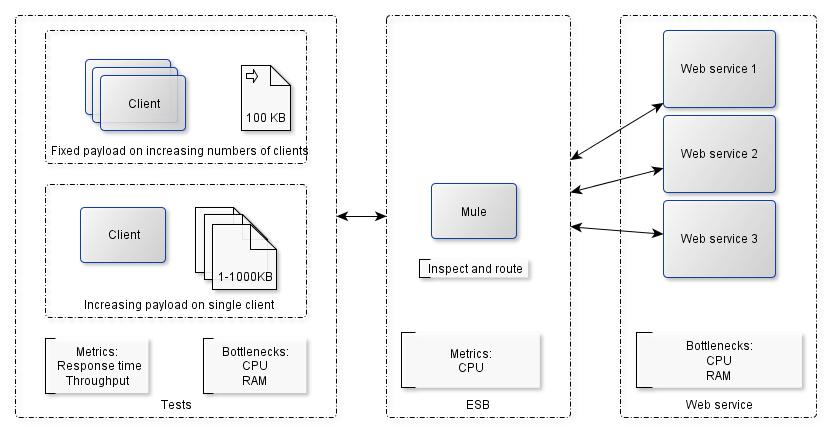 Client
100 KB
Fixed payload on increasing numbers of clients
Client
1-1000KB
Increasing payload on single client
Metrics:
Response time
Throughput
Bottlenecks:
CPU
RAM
Tests
Mule
Inspect and route
Metrics:
CPU
ESB
Web service 1
Web service 2
Web service 3
Bottlenecks:
CPU
RAM
Web service